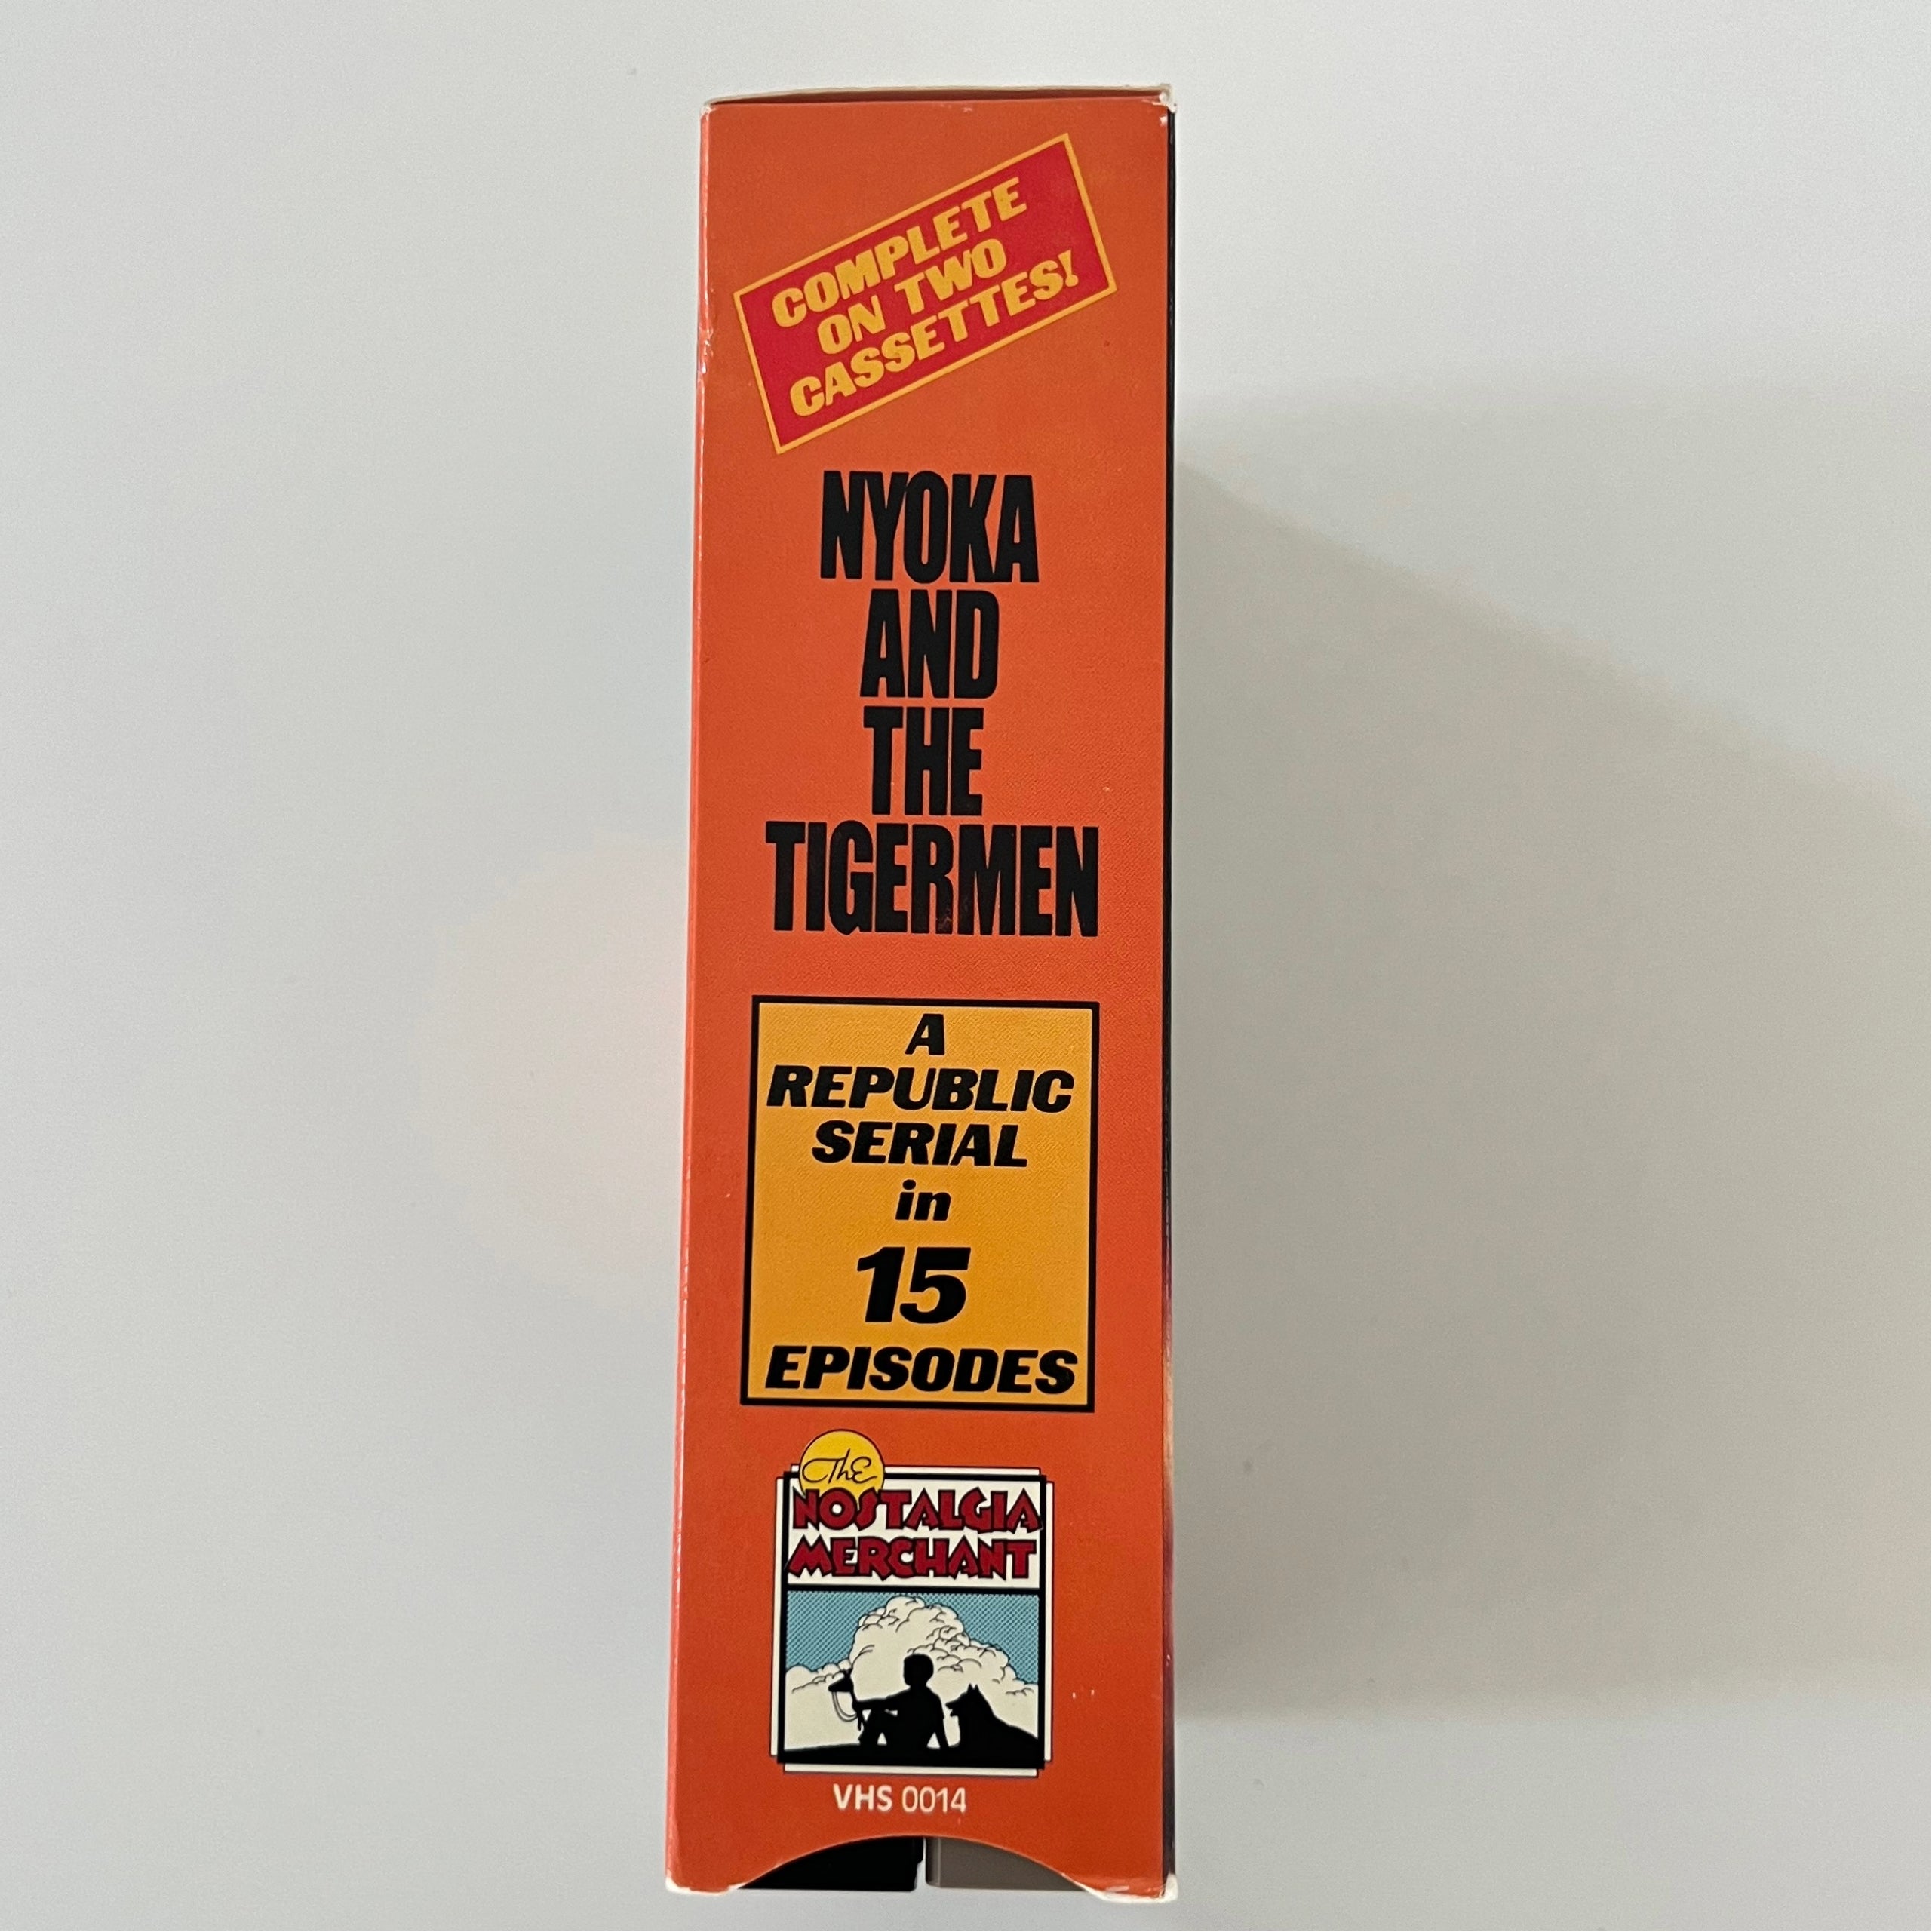 COMPLETE
ON TWO
CASSETTES!
NYOKA
AND
THE
TIGERMEN
A
REPUBLIC
SERIAL
in
15
EPISODES
The
NOSTALGIA
MERCHANT
VHS 0014